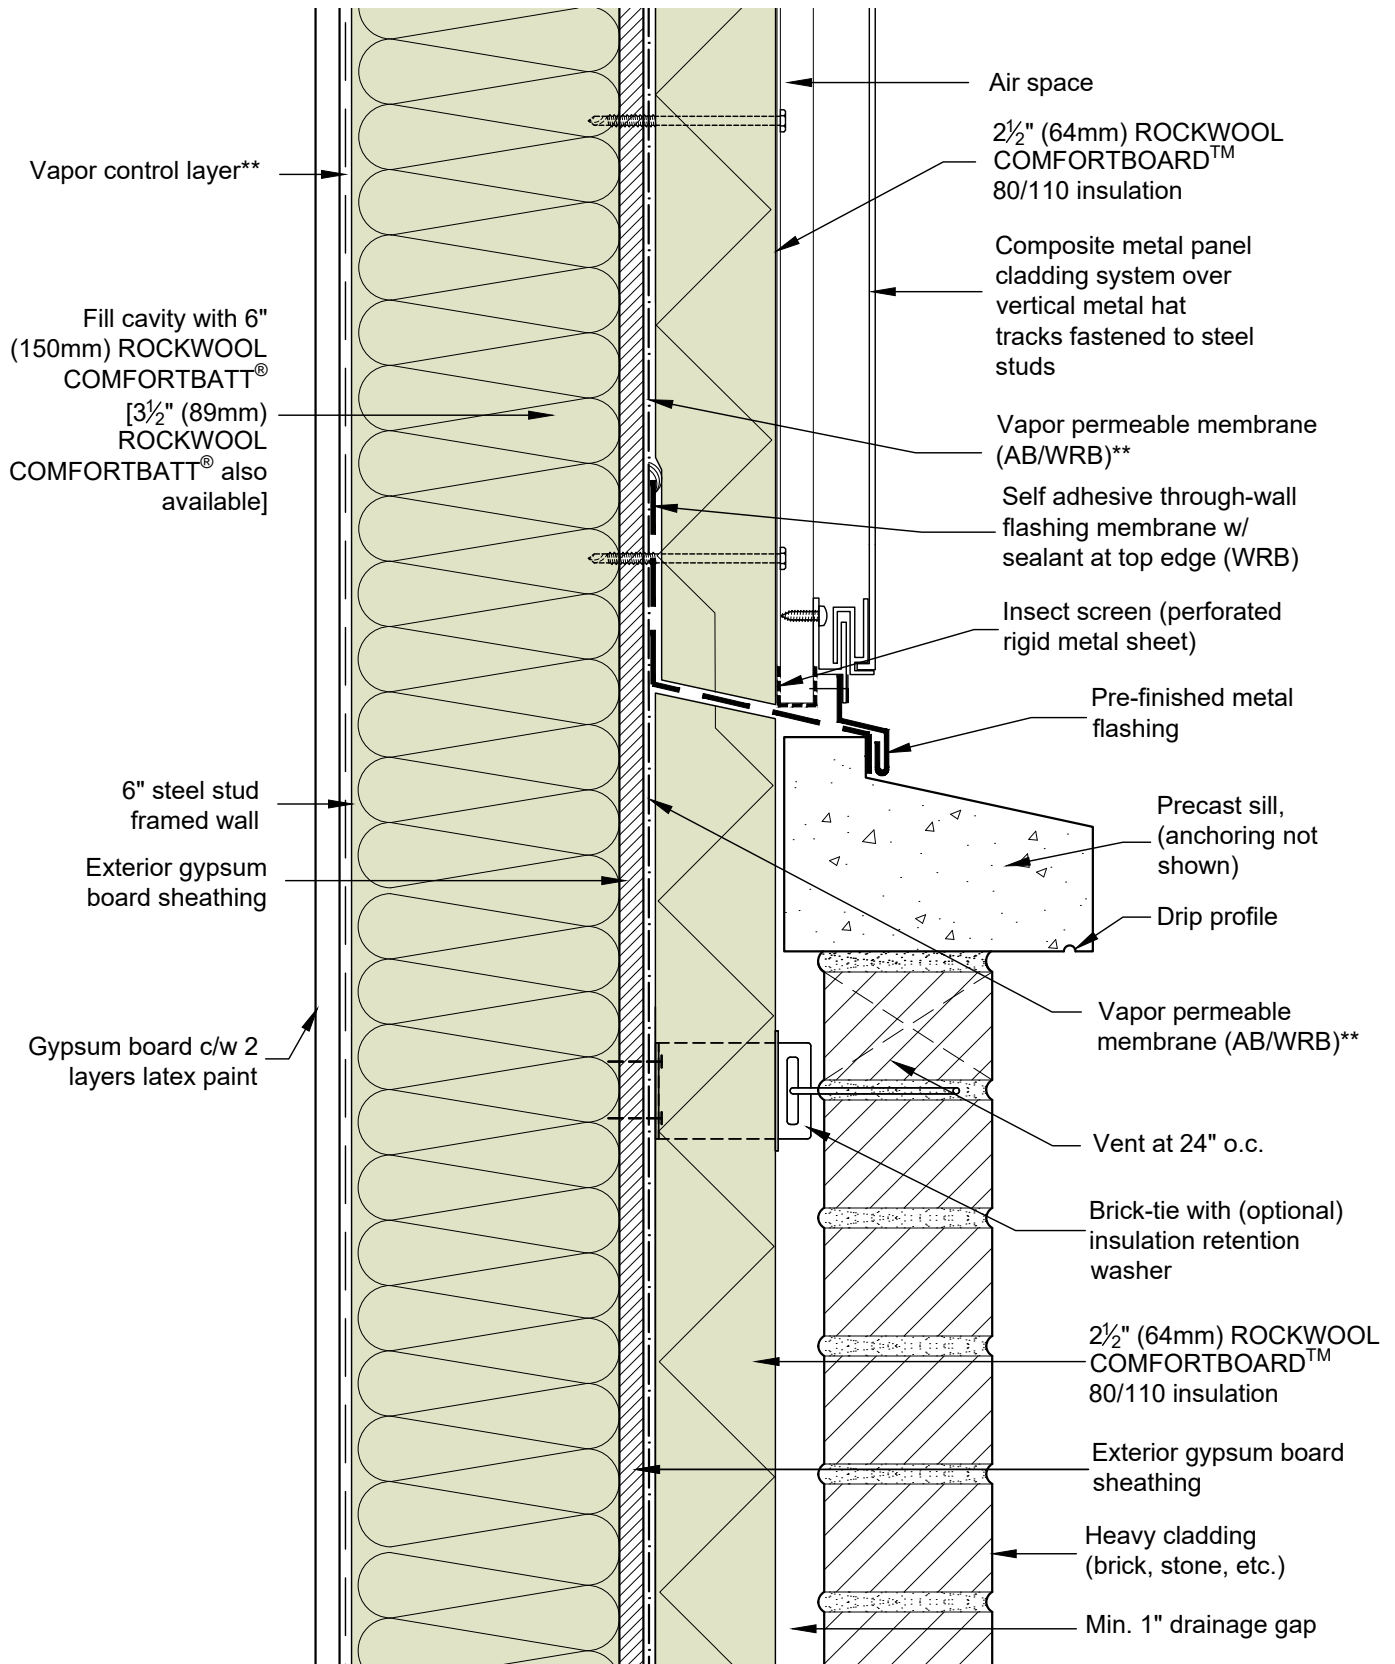 Vapor control layer**
Fill cavity with 6"
(150mm) ROCKWOOL
COMFORTBATT®
[3½" (89mm)
ROCKWOOL
COMFORTBATT® also
available]
6" steel stud
framed wall
Exterior gypsum
board sheathing
Gypsum board c/w 2
layers latex paint
Air space
2½" (64mm) ROCKWOOL
COMFORTBOARD™
80/110 insulation
Composite metal panel
cladding system over
vertical metal hat
tracks fastened to steel
studs
Vapor permeable membrane
(AB/WRB)**
Self adhesive through-wall
flashing membrane w/
sealant at top edge (WRB)
Insect screen (perforated
rigid metal sheet)
Pre-finished metal
flashing
Precast sill,
(anchoring not
shown)
Drip profile
Vapor permeable
membrane (AB/WRB)**
Vent at 24" o.c.
Brick-tie with (optional)
insulation retention
washer
2½" (64mm) ROCKWOOL
COMFORTBOARD™
80/110 insulation
Exterior gypsum board
sheathing
Heavy cladding
(brick, stone, etc.)
Min. 1" drainage gap